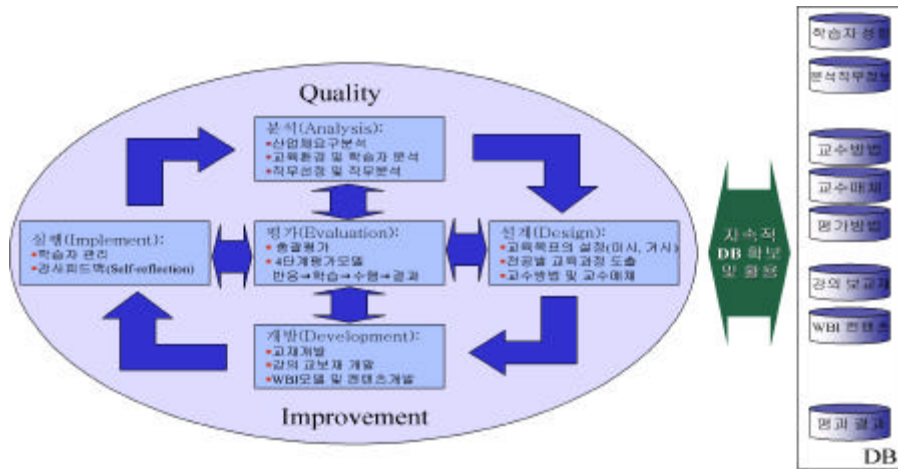 Quality
분석(Analysis):
•산업체요구분석
•교육환경 및 학습자 분석
•직무선정 및 직무분석
실행(Implement):
•학습자 관리
•강사피드백(Self-reflection)
평가(Evaluation):
• 총괄평가
• 4단계평가모델
반응→학습→수행→결과
설계(Design):
•교육목표의 설정(미시, 거시)
•전공별 교육과정 도출
•교수방법 및 교수매체
개발(Development):
•교재개발
•강의 교보재 개발
•WBI모델 및 컨텐츠개발
Improvement
지속적
DB 확보
및 활용
학습자 성향
분석직무정보
교수방법
교수매체
평가방법
강의 보교재
WBI 컨텐츠
결과
DB